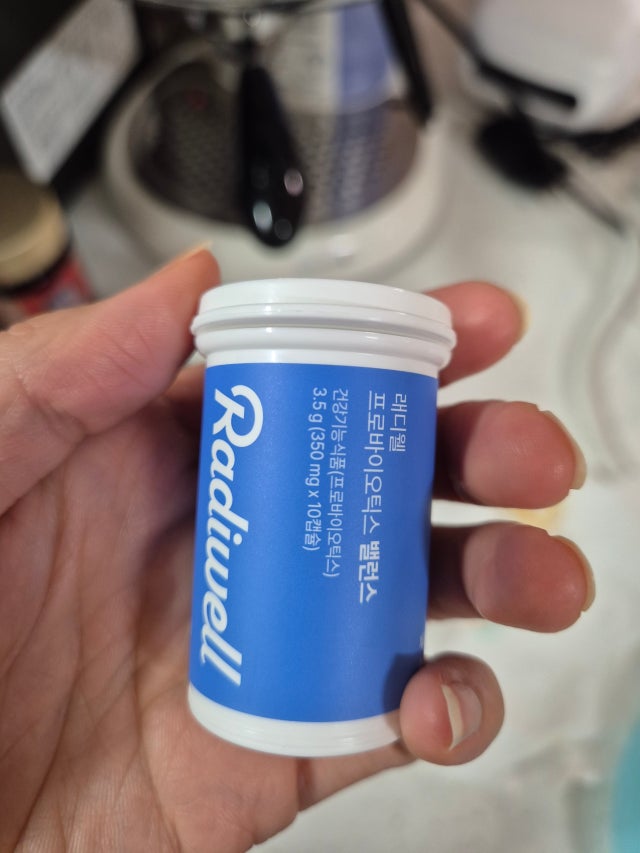 Radiwell
래디웰
프로바이오틱스 밸런스
건강기능식품(프로바이오틱스)
3.5 g (350 mg x 10캡슐)